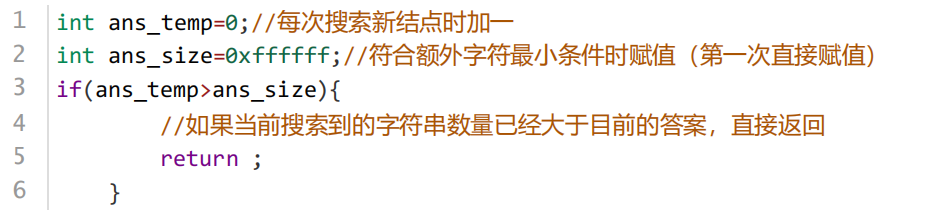 1 int ans_temp=0;//每次搜索新结点时加一
2 int ans_size=0xffffff;//符合额外字符最小条件时赋值（第一次直接赋值）
3 if(ans_temp>ans_size){
4 //如果当前搜索到的字符串数量已经大于目前的答案，直接返回
5 return ;
6 }